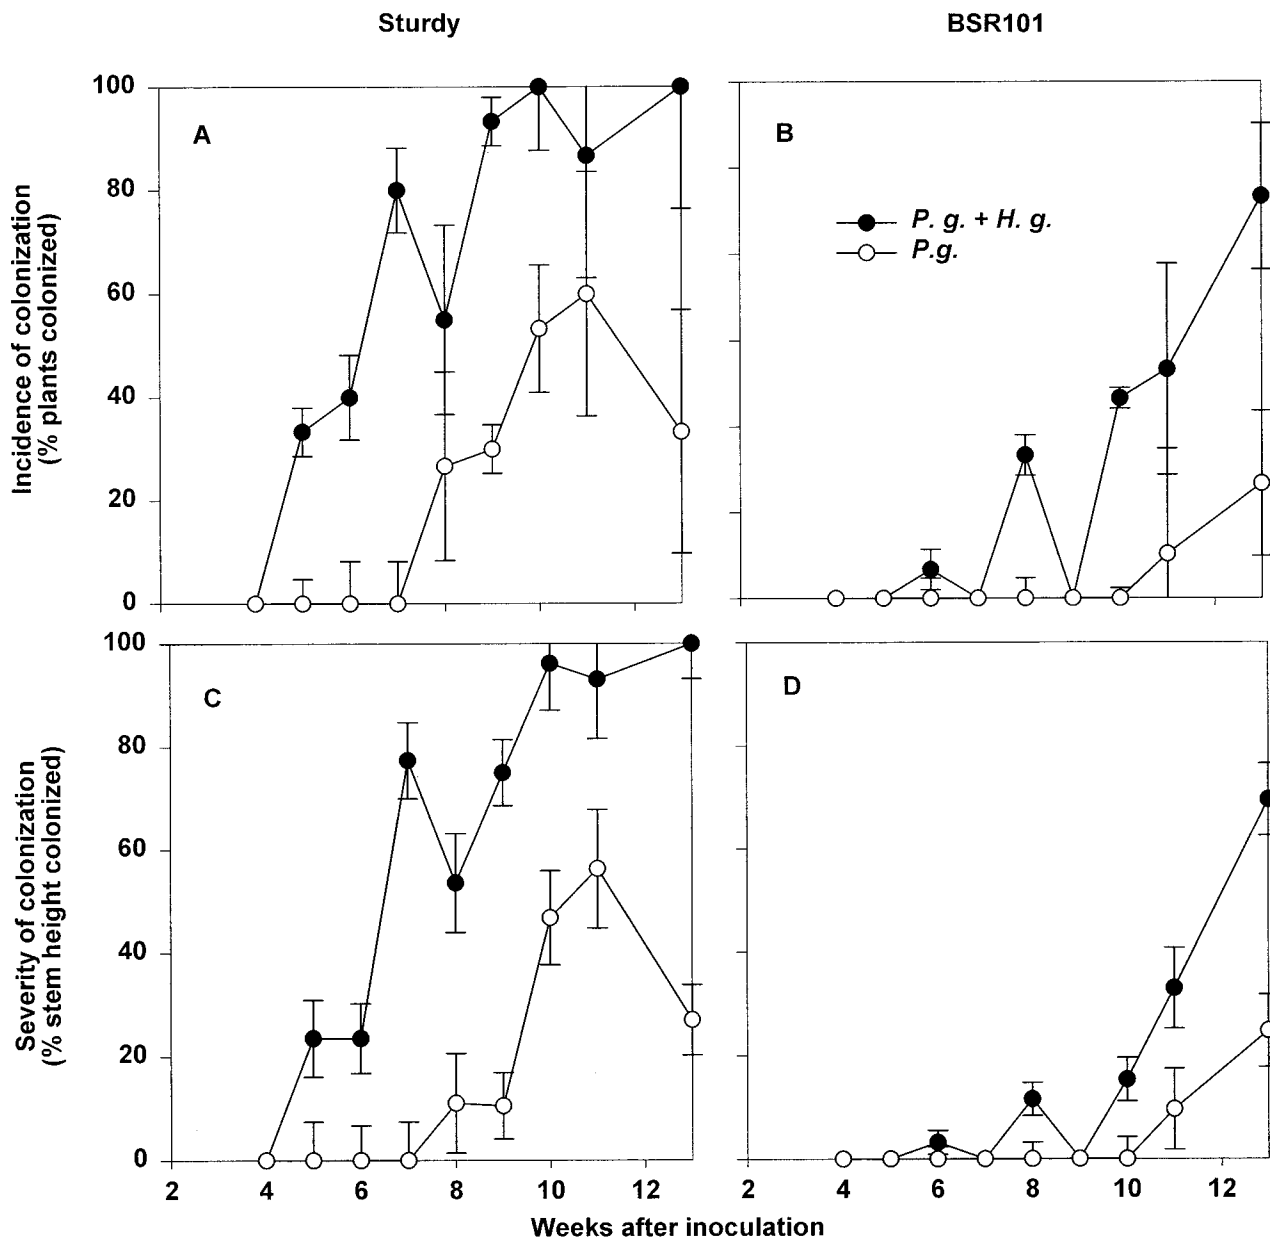 Sturdy
BSR101
100
80
60
40
20
0
A
B
P. g. + H. g.
P.g.
Incidence of colonization
(% plants colonized)
100
80
60
40
20
0
C
D
Severity of colonization
(% stem height colonized)
2 4 6 8 10 12
2 4 6 8 10 12
Weeks after inoculation